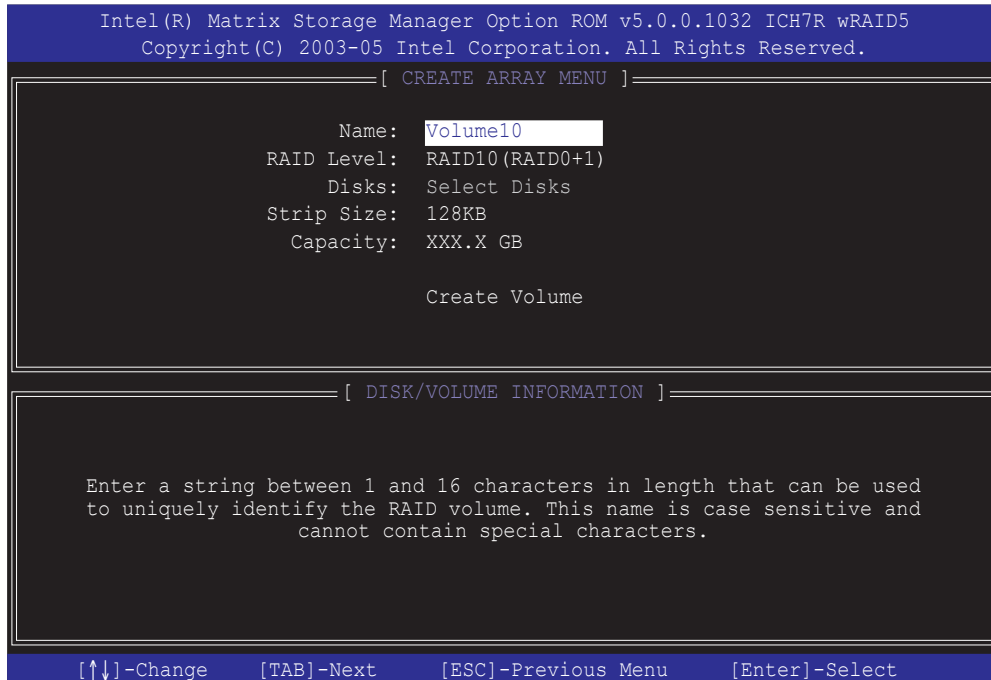 Intel(R) Matrix Storage Manager Option ROM v5.0.0.1032 ICH7R wRAID5
Copyright(C) 2003-05 Intel Corporation. All Rights Reserved.
[ CREATE ARRAY MENU ]
Name: Volume10
RAID Level: RAID10(RAID0+1)
Disks: Select Disks
Strip Size: 128KB
Capacity: XXX.X GB
Create Volume
[ DISK/VOLUME INFORMATION ]
Enter a string between 1 and 16 characters in length that can be used
to uniquely identify the RAID volume. This name is case sensitive and
cannot contain special characters.
[↑↓]-Change [TAB]-Next [ESC]-Previous Menu [Enter]-Select